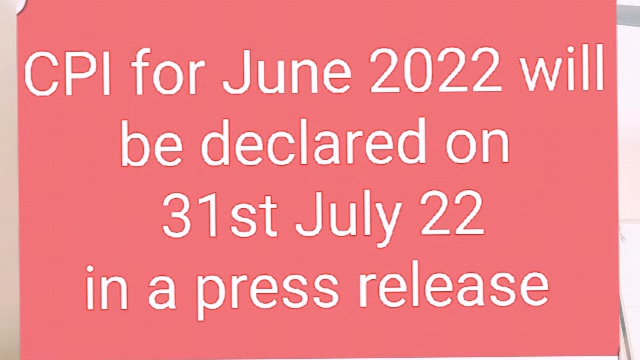 CPI for June 2022 will
be declared on
31st July 22
in a press release